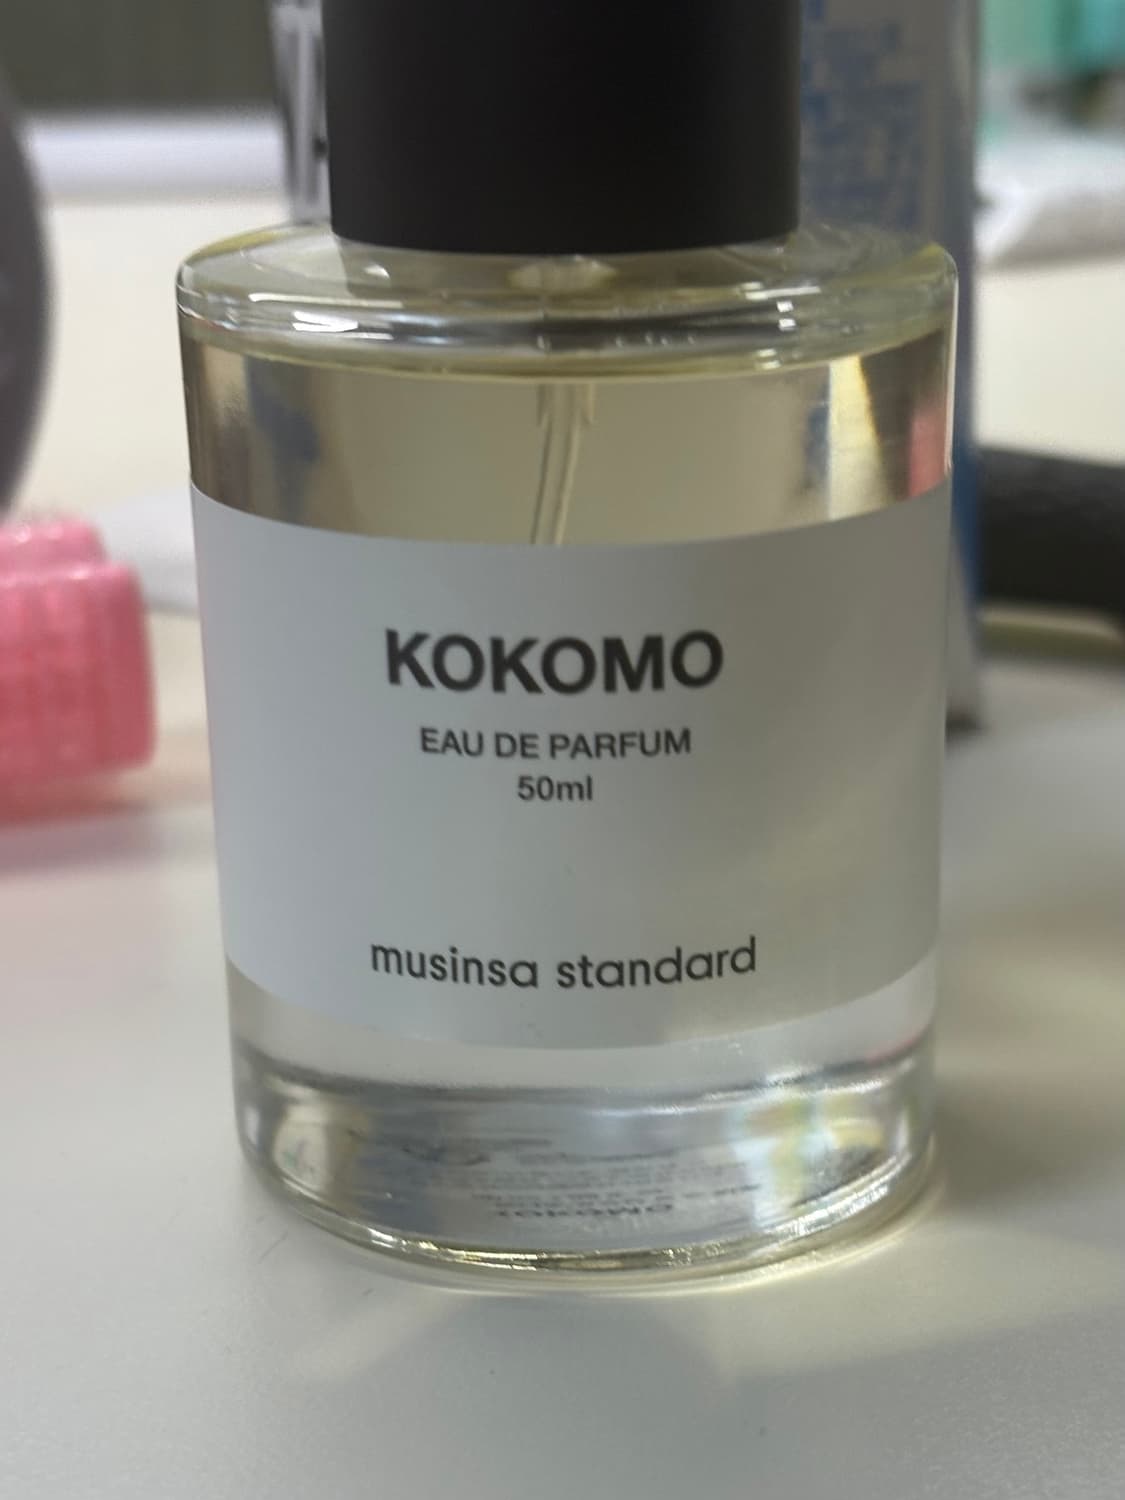 KOKOMO
EAU DE PARFUM
50ml
musinsa standard